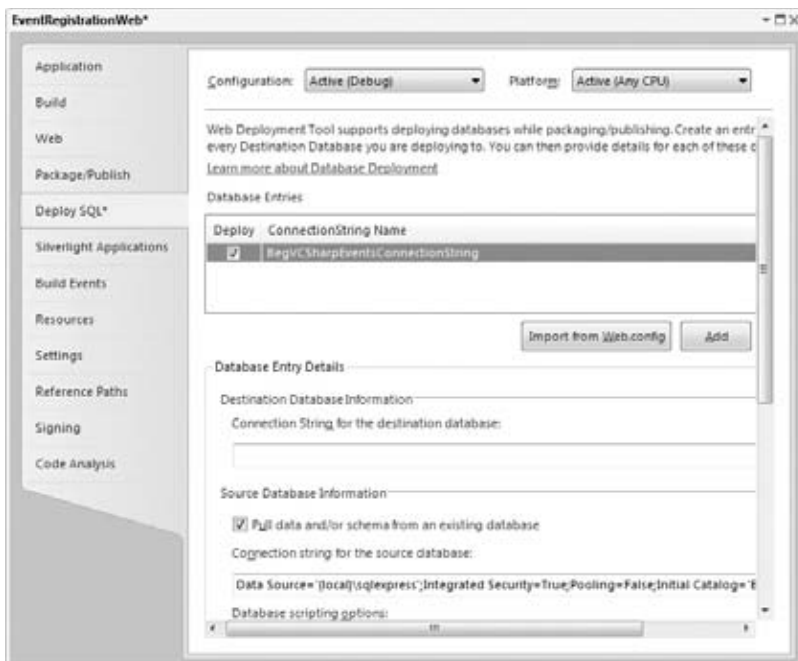 EventRegistrationWeb*
Application
Build
Web
Package/Publish
Deploy SQL*
Silverlight Applications
Build Events
Resources
Settings
Reference Paths
Signing
Code Analysis
Configuration: Active (Debug) Platform: Active (Any CPU)
Web Deployment Tool supports deploying databases while packaging/publishing. Create an entr
every Destination Database you are deploying to. You can then provide details for each of these d
Learn more about Database Deployment
Database Entries
Deploy ConnectionString Name
BegVCSharpEventsConnectionString
Import from Web.config Add
Database Entry Details
Destination Database Information
Connection String for the destination database:
Source Database Information
Pull data and/or schema from an existing database
Connection string for the source database:
Data Source='(local)\sqlexpress';Integrated Security=True;Pooling=False;Initial Catalog='B
Database scripting options: